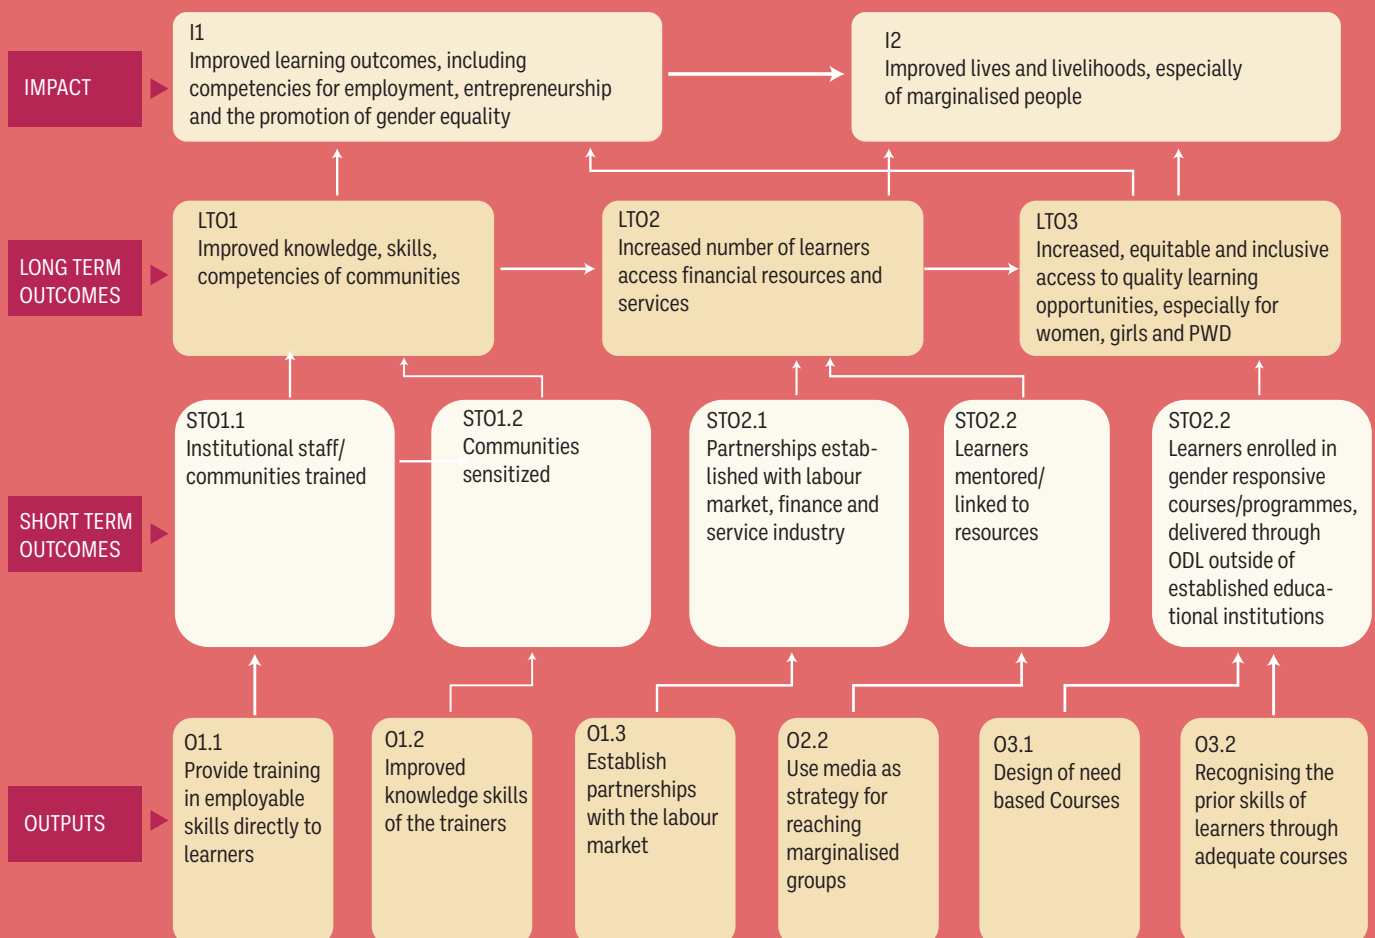 IMPACT
I1
Improved learning outcomes, including
competencies for employment, entrepreneurship
and the promotion of gender equality
I2
Improved lives and livelihoods, especially
of marginalised people
LONG TERM
OUTCOMES
LTO1
Improved knowledge, skills,
competencies of communities
LTO2
Increased number of learners
access financial resources and
services
LTO3
Increased, equitable and inclusive
access to quality learning
opportunities, especially for
women, girls and PWD
SHORT TERM
OUTCOMES
STO1.1
Institutional staff/
communities trained
STO1.2
Communities
sensitized
STO2.1
Partnerships estab-
lished with labour
market, finance and
service industry
STO2.2
Learners
mentored/
linked to
resources
STO2.2
Learners enrolled in
gender responsive
courses/programmes,
delivered through
ODL outside of
established educa-
tional institutions
OUTPUTS
O1.1
Provide training
in employable
skills directly to
learners
O1.2
Improved
knowledge skills
of the trainers
O1.3
Establish
partnerships
with the labour
market
O2.2
Use media as
strategy for
reaching
marginalised
groups
O3.1
Design of need
based Courses
O3.2
Recognising the
prior skills of
learners through
adequate courses